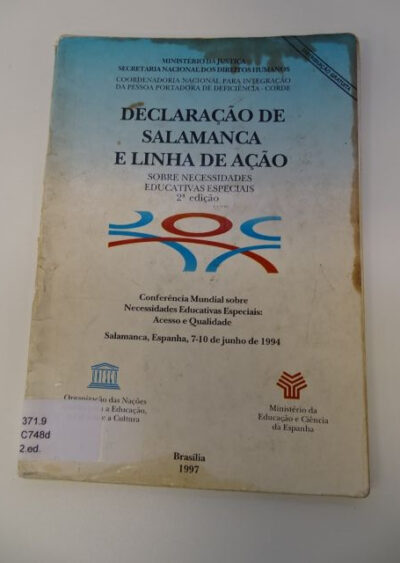 MINISTÉRIO DA JUSTIÇA
SECRETARIA NACIONAL DOS DIREITOS HUMANOS
COORDENADORIA NACIONAL PARA INTEGRAÇÃO
DA PESSOA PORTADORA DE DEFICIÊNCIA - CORDE
DISTRIBUIÇÃO GRATUITA
DECLARAÇÃO DE
SALAMANCA
E LINHA DE AÇÃO
SOBRE NECESSIDADES
EDUCATIVAS ESPECIAIS
2ª edição
Conferência Mundial sobre
Necessidades Educativas Especiais:
Acesso e Qualidade
Salamanca, Espanha, 7-10 de junho de 1994
UNESCO
Organização das Nações
a Educação,
e a Cultura
Ministério da
Educação e Ciência
da Espanha
371.9
C748d
2.ed.
Brasília
1997